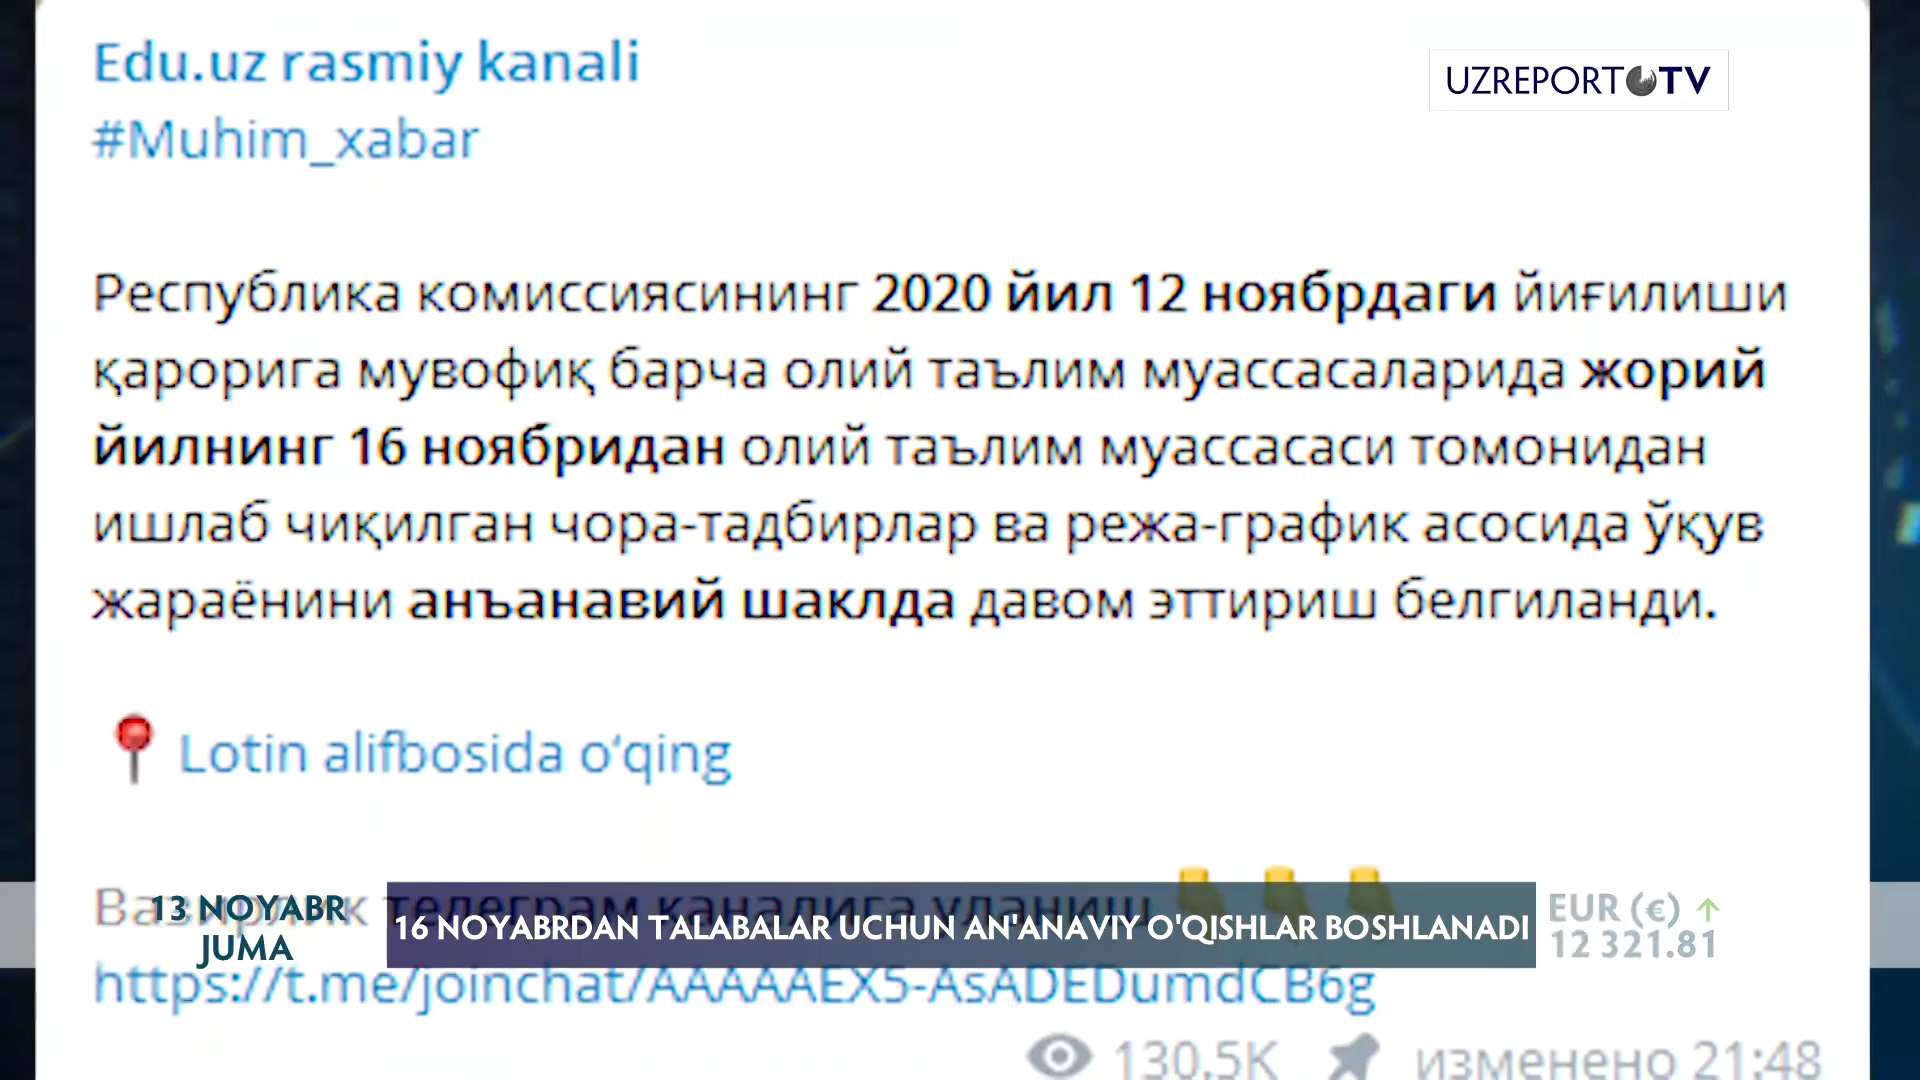 Edu.uz rasmiy kanali
#Muhim_xabar
UZREPORT TV
Республика комиссиясининг 2020 йил 12 ноябрдаги йиғилиши
қарорига мувофиқ барча олий таълим муассасаларида жорий
йилнинг 16 ноябридан олий таълим муассасаси томонидан
ишлаб чиқилган чора-тадбирлар ва режа-график асосида ўқув
жараёнини анъанавий шаклда давом эттириш белгиланди.
Lotin alifbosida o‘qing
телеграм каналига уланиш
13 NOYABR
JUMA
16 NOYABRDAN TALABALAR UCHUN AN'ANAVIY O'QISHLAR BOSHLANADI
EUR (€) ↑
12 321.81
https://t.me/joinchat/AAAAAEX5-AsADEDumdCB6g
130.5K изменено 21:48